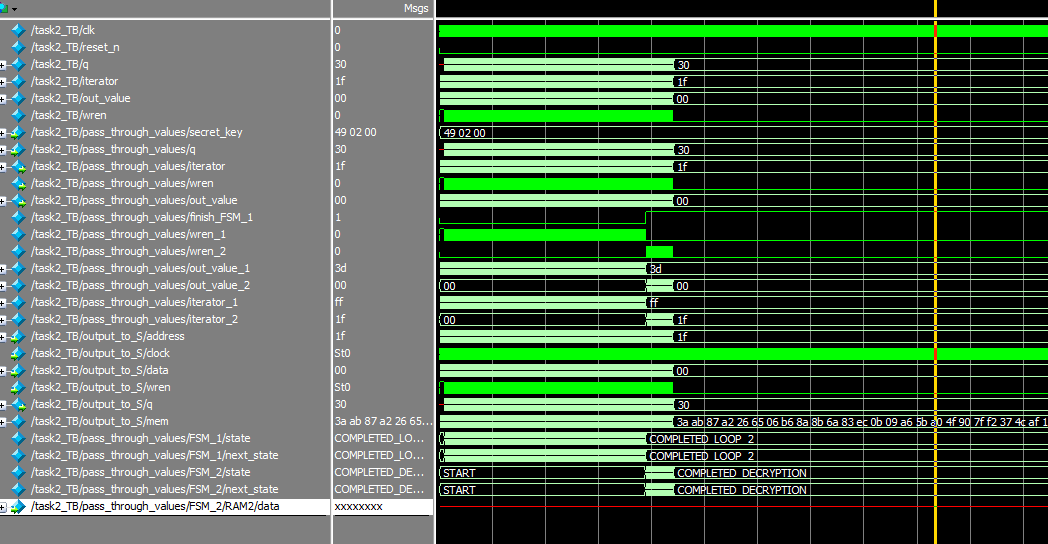 Msgs
/task2_TB/clk 0
/task2_TB/reset_n 0
/task2_TB/q 30 30
/task2_TB/iterator 1f 1f
/task2_TB/out_value 00 00
/task2_TB/wren 0
/task2_TB/pass_through_values/secret_key 49 02 00 49 02 00
/task2_TB/pass_through_values/q 30 30
/task2_TB/pass_through_values/iterator 1f 1f
/task2_TB/pass_through_values/wren 0
/task2_TB/pass_through_values/out_value 00 00
/task2_TB/pass_through_values/finish_FSM_1 1
/task2_TB/pass_through_values/wren_1 0
/task2_TB/pass_through_values/wren_2 0
/task2_TB/pass_through_values/out_value_1 3d 3d
/task2_TB/pass_through_values/out_value_2 00 00 00
/task2_TB/pass_through_values/iterator_1 ff ff
/task2_TB/pass_through_values/iterator_2 1f 00 1f
/task2_TB/output_to_S/address 1f 1f
/task2_TB/output_to_S/clock St0
/task2_TB/output_to_S/data 00 00
/task2_TB/output_to_S/wren St0
/task2_TB/output_to_S/q 30 30
/task2_TB/output_to_S/mem 3a ab 87 a2 26 65... 3a ab 87 a2 26 65 06 b6 8a 8b 6a 83 ec 0b 09 a6 5b a0 4f 90 7f f2 37 4c af 1
/task2_TB/pass_through_values/FSM_1/state COMPLETED_LO... COMPLETED_LOOP_2
/task2_TB/pass_through_values/FSM_1/next_state COMPLETED_LO... COMPLETED_LOOP_2
/task2_TB/pass_through_values/FSM_2/state COMPLETED_DE... START COMPLETED_DECRYPTION
/task2_TB/pass_through_values/FSM_2/next_state COMPLETED_DE... START COMPLETED_DECRYPTION
/task2_TB/pass_through_values/FSM_2/RAM2/data xxxxxxxx